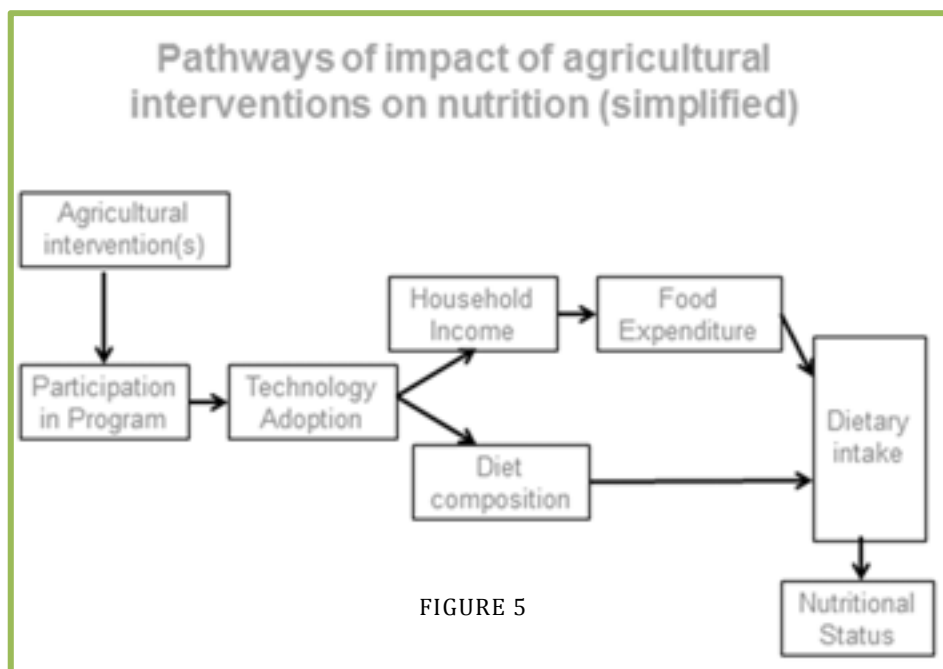 Pathways of impact of agricultural
interventions on nutrition (simplified)
Agricultural
intervention(s)
Household
Income
Food
Expenditure
Participation
in Program
Technology
Adoption
Dietary
intake
Diet
composition
FIGURE 5
Nutritional
Status